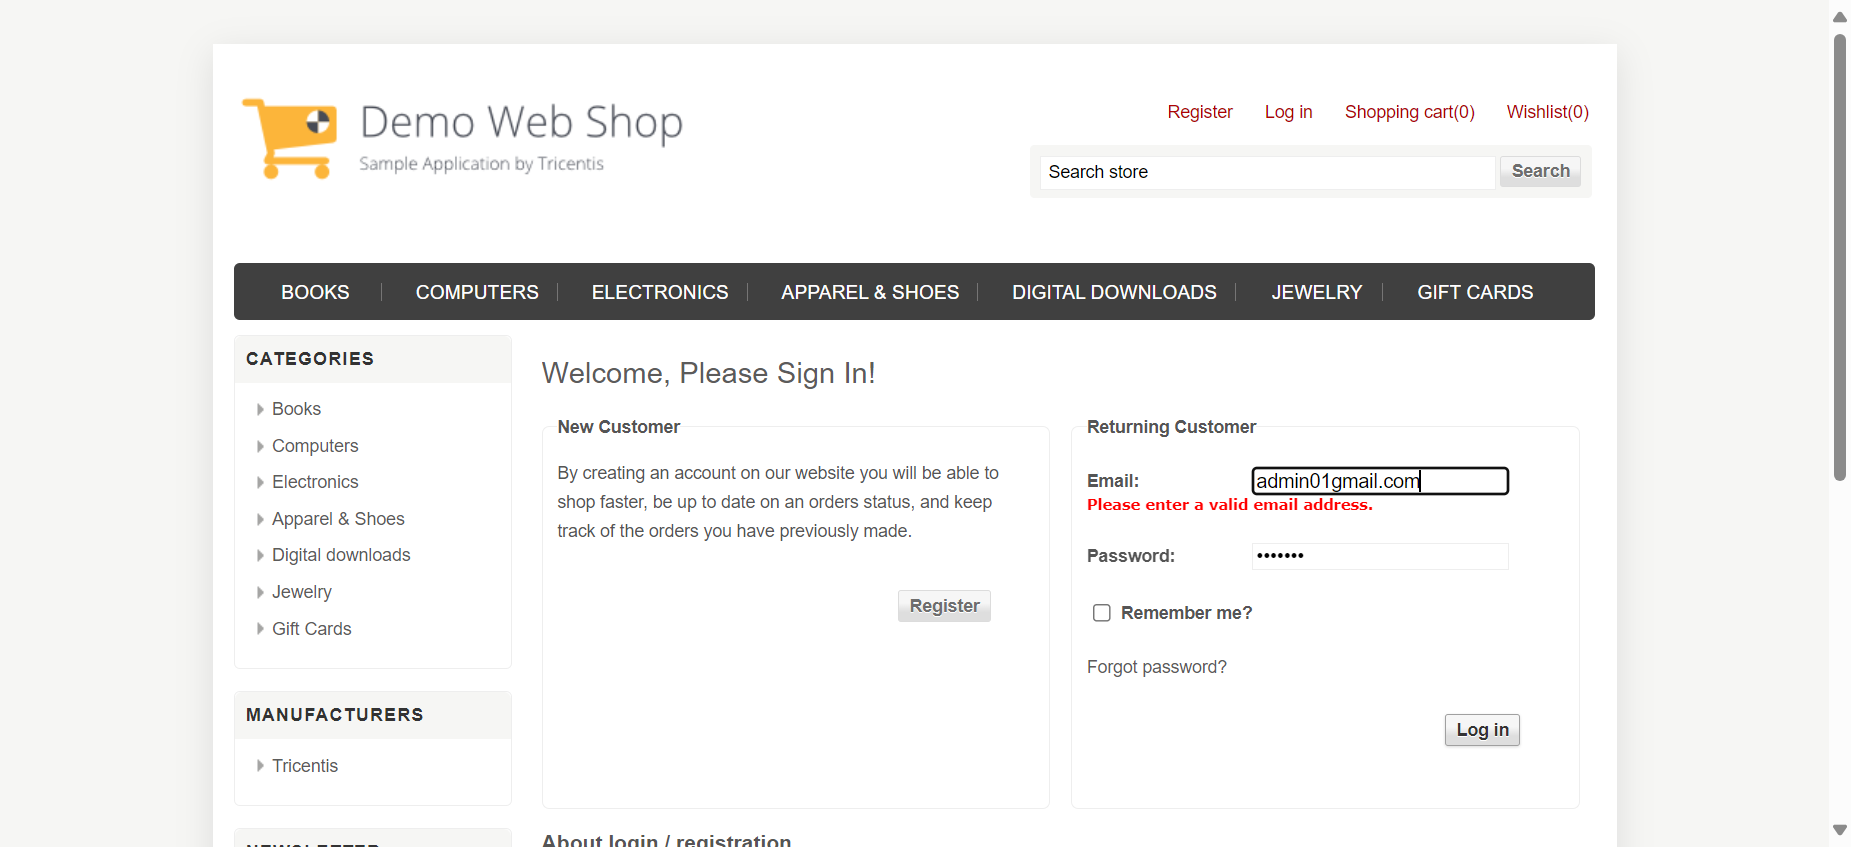 Demo Web Shop
Sample Application by Tricentis
Register
Log in
Shopping cart(0)
Wishlist(0)
Search store
Search
BOOKS
COMPUTERS
ELECTRONICS
APPAREL & SHOES
DIGITAL DOWNLOADS
JEWELRY
GIFT CARDS
CATEGORIES
Books
Computers
Electronics
Apparel & Shoes
Digital downloads
Jewelry
Gift Cards
MANUFACTURERS
Tricentis
NEWSLETTER
Welcome, Please Sign In!
New Customer
By creating an account on our website you will be able to
shop faster, be up to date on an orders status, and keep
track of the orders you have previously made.
Register
Returning Customer
Email:
admin01gmail.com
Please enter a valid email address.
Password:
•••••••
Remember me?
Forgot password?
Log in
About login / registration